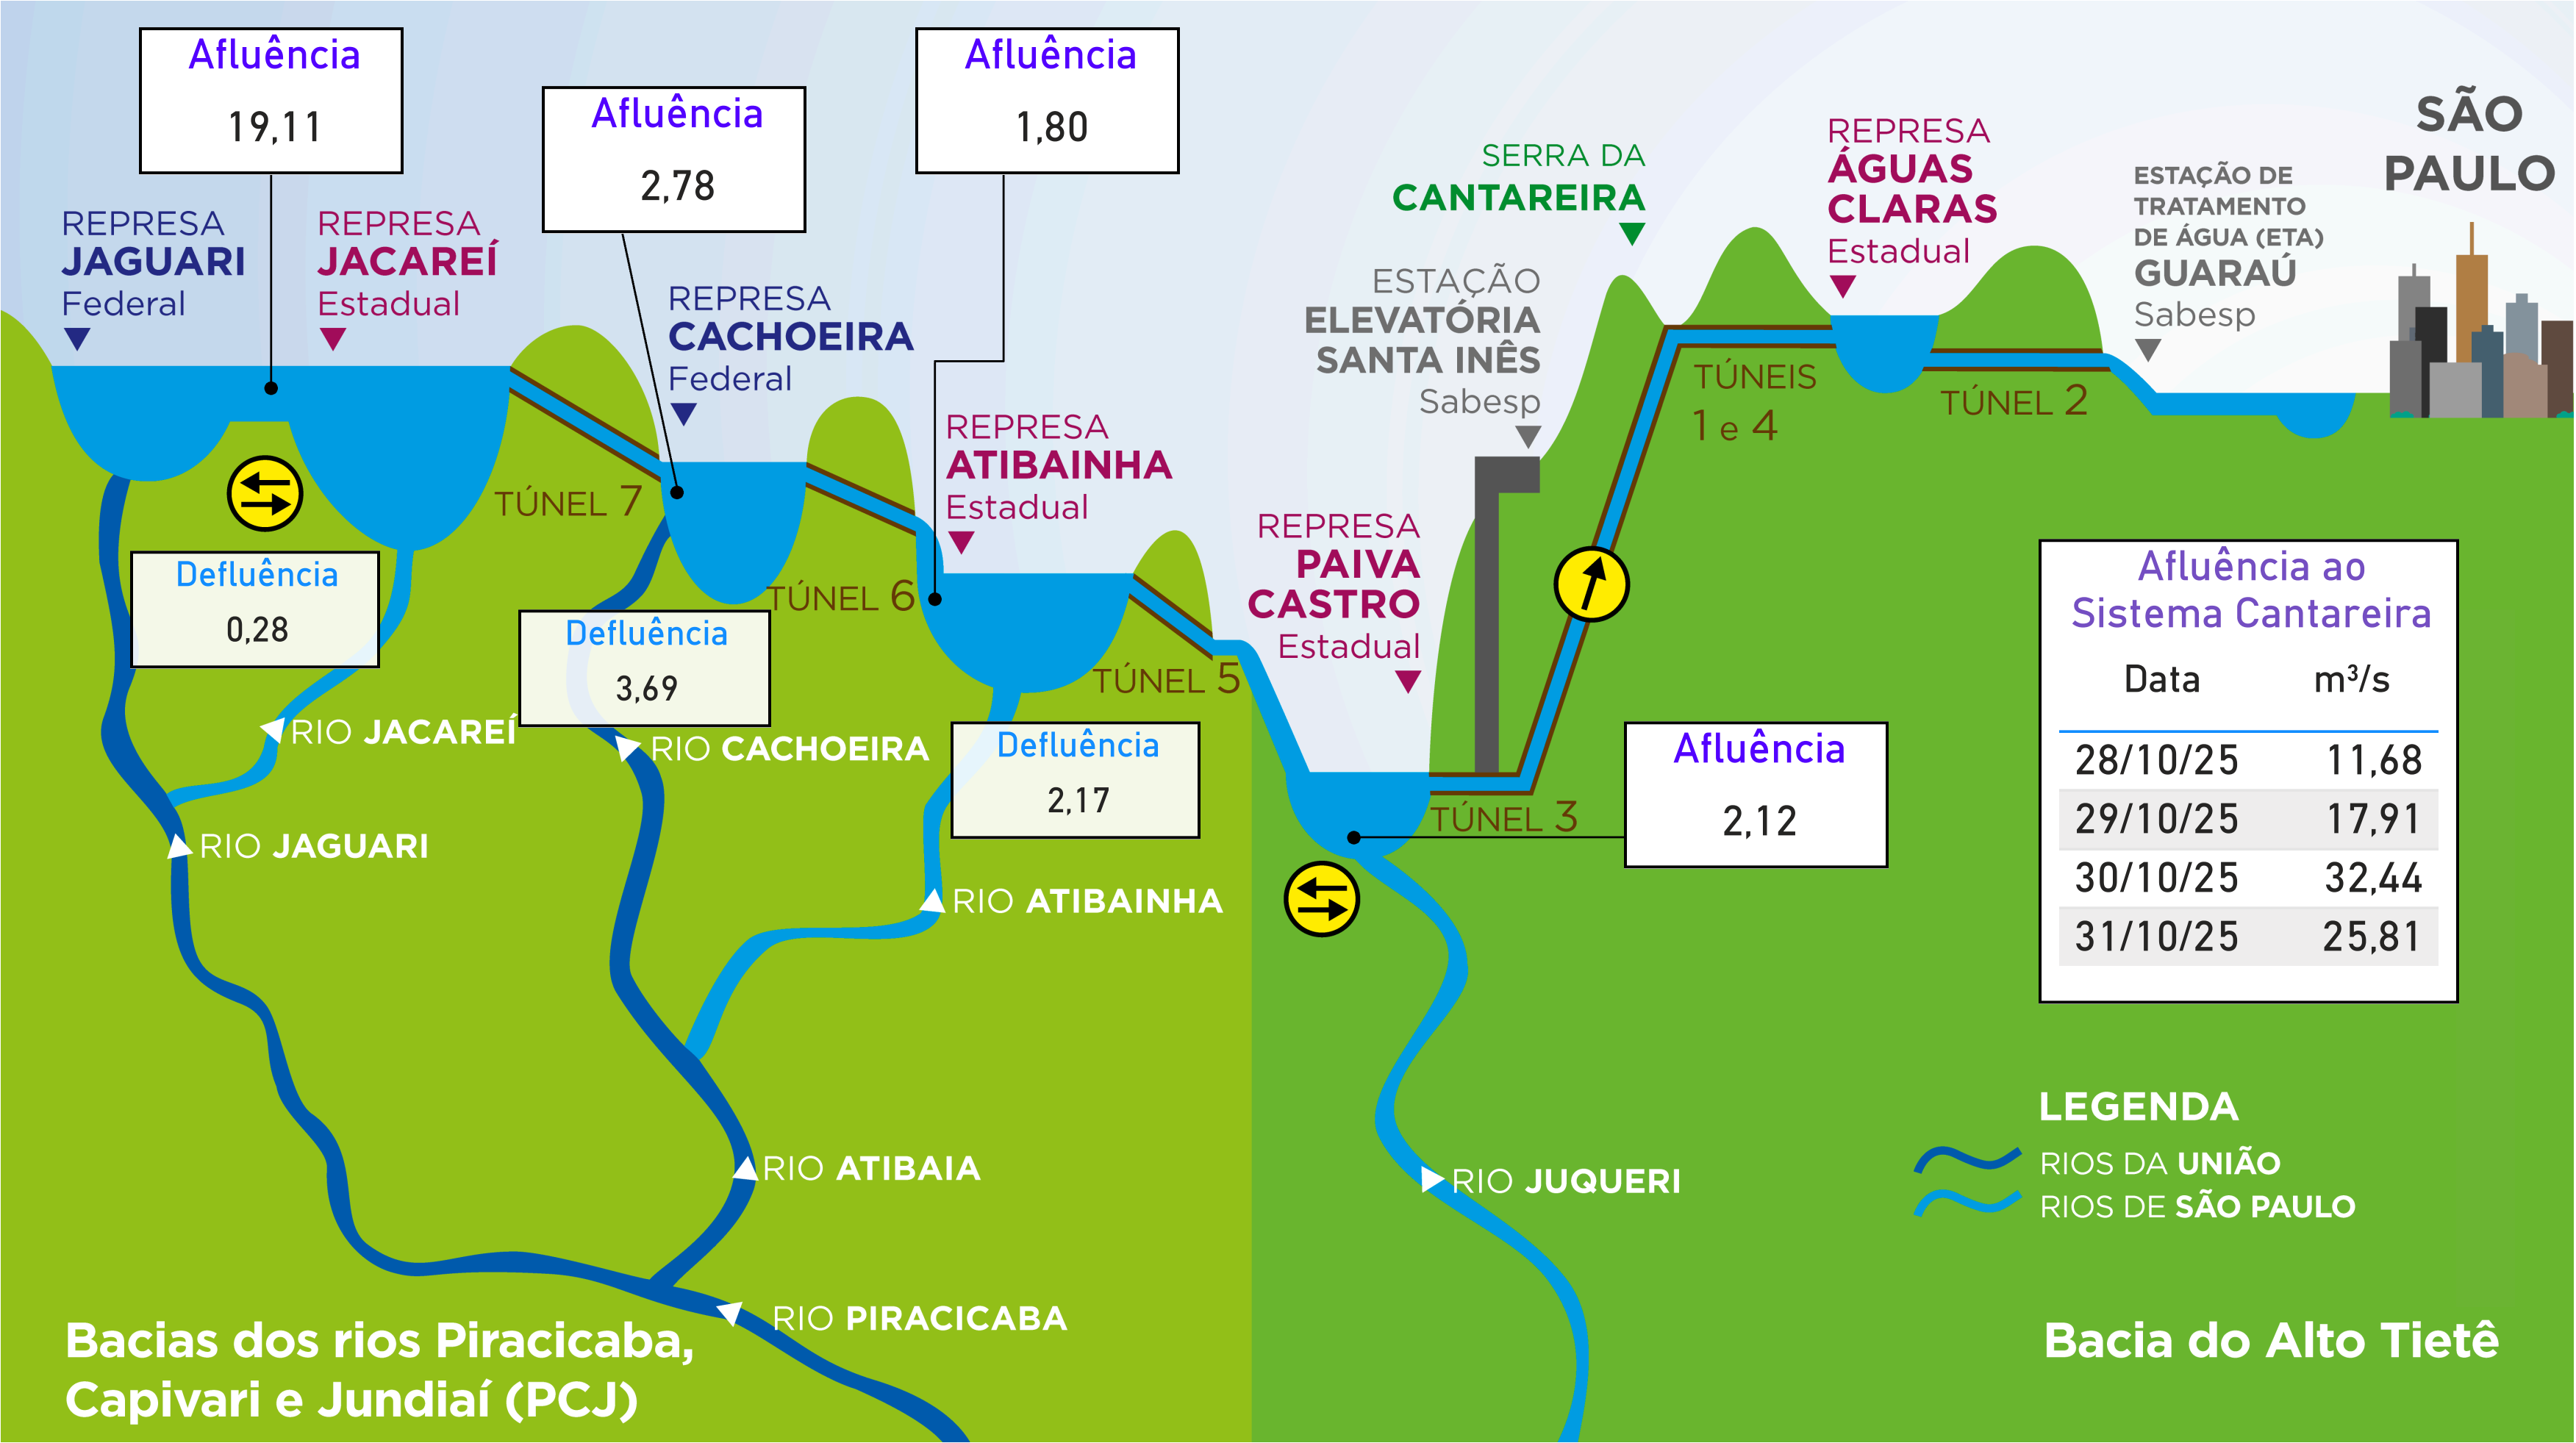 Afluência
19,11
Afluência
2,78
Afluência
1,80
REPRESA
JAGUARI
Federal
REPRESA
JACAREÍ
Estadual
REPRESA
CACHOEIRA
Federal
REPRESA
ATIBAINHA
Estadual
SERRA DA
CANTAREIRA
ESTAÇÃO
ELEVATÓRIA
SANTA INÊS
Sabesp
REPRESA
ÁGUAS
CLARAS
Estadual
ESTAÇÃO DE
TRATAMENTO
DE ÁGUA (ETA)
GUARAÚ
Sabesp
SÃO
PAULO
TÚNEL 7
TÚNEL 6
TÚNEL 5
REPRESA
PAIVA
CASTRO
Estadual
TÚNEIS
1 e 4
TÚNEL 2
TÚNEL 3
Defluência
0,28
Defluência
3,69
Defluência
2,17
Afluência
2,12
Afluência ao
Sistema Cantareira
Data m³/s
28/10/25 11,68
29/10/25 17,91
30/10/25 32,44
31/10/25 25,81
RIO JACAREÍ
RIO CACHOEIRA
RIO JAGUARI
RIO ATIBAINHA
RIO ATIBAIA
RIO JUQUERI
RIO PIRACICABA
LEGENDA
RIOS DA UNIÃO
RIOS DE SÃO PAULO
Bacias dos rios Piracicaba,
Capivari e Jundiaí (PCJ)
Bacia do Alto Tietê